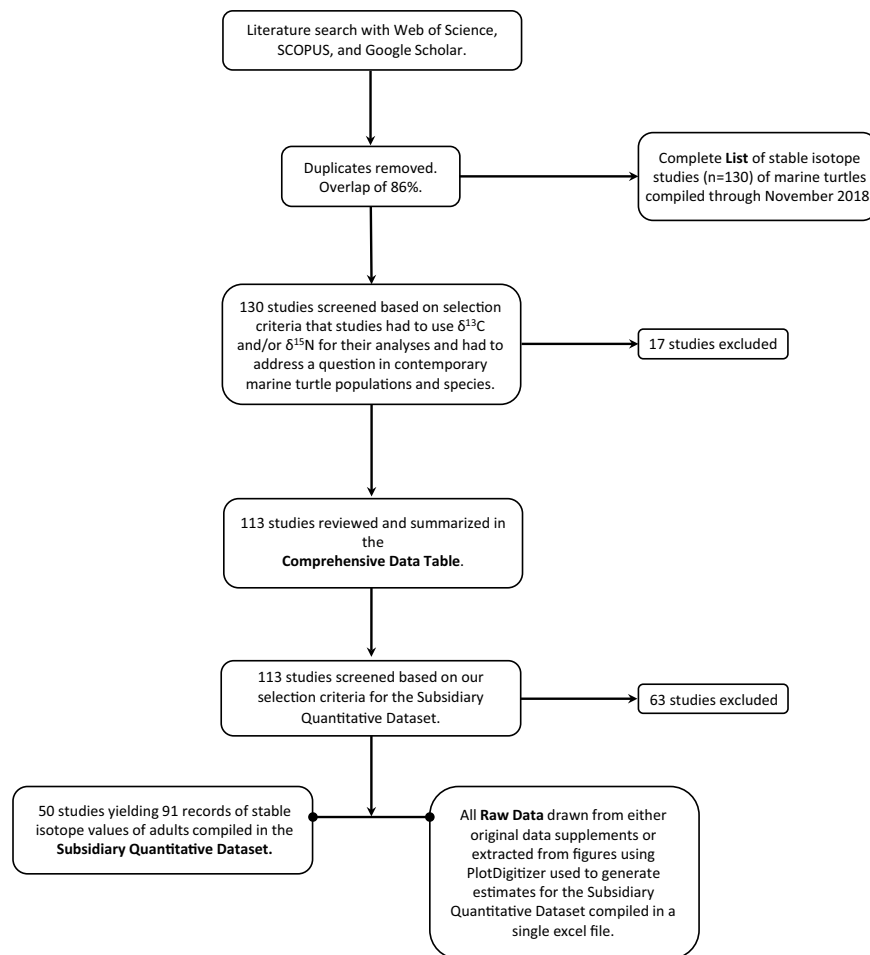 Literature search with Web of Science,
SCOPUS, and Google Scholar.
Duplicates removed.
Overlap of 86%.
Complete List of stable isotope
studies (n=130) of marine turtles
compiled through November 2018
130 studies screened based on selection
criteria that studies had to use δ¹³C
and/or δ¹⁵N for their analyses and had to
address a question in contemporary
marine turtle populations and species.
17 studies excluded
113 studies reviewed and summarized in
the
Comprehensive Data Table.
113 studies screened based on our
selection criteria for the Subsidiary
Quantitative Dataset.
63 studies excluded
50 studies yielding 91 records of stable
isotope values of adults compiled in the
Subsidiary Quantitative Dataset.
All Raw Data drawn from either
original data supplements or
extracted from figures using
PlotDigitizer used to generate
estimates for the Subsidiary
Quantitative Dataset compiled in a
single excel file.